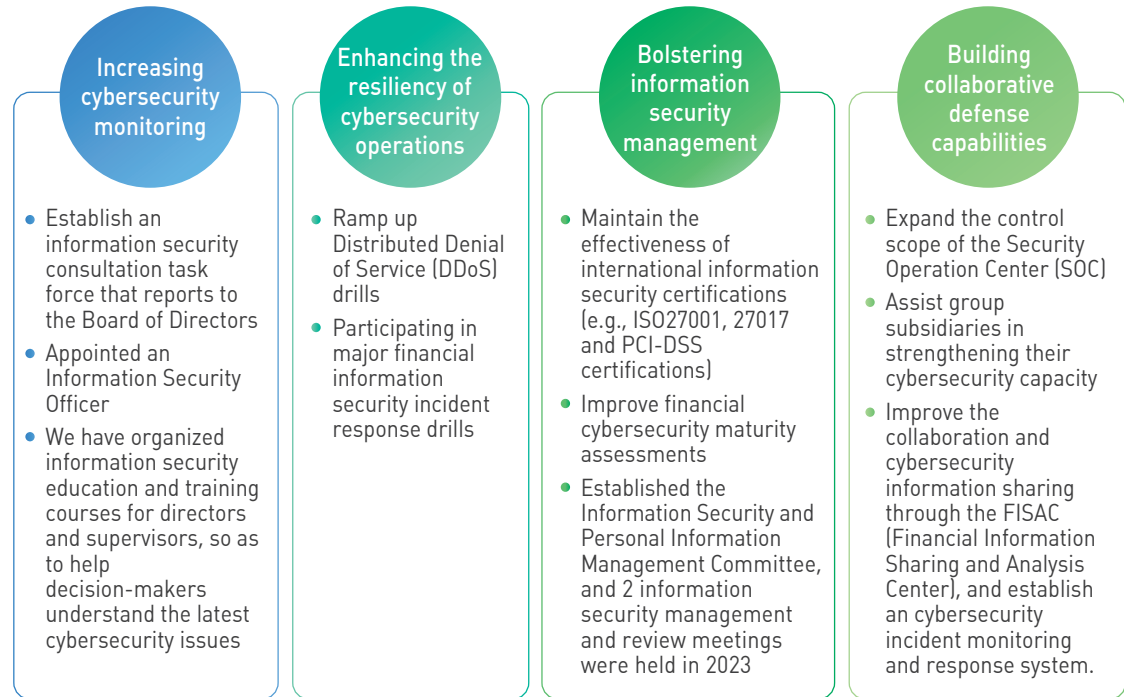 Increasing
cybersecurity
monitoring
Establish an
information security
consultation task
force that reports to
the Board of Directors
Appointed an
Information Security
Officer
We have organized
information security
education and training
courses for directors
and supervisors, so as
to help
decision-makers
understand the latest
cybersecurity issues
Enhancing the
resiliency of
cybersecurity
operations
Ramp up
Distributed Denial
of Service (DDoS)
drills
Participating in
major financial
information
security incident
response drills
Bolstering
information
security
management
Maintain the
effectiveness of
international information
security certifications
(e.g., ISO27001, 27017
and PCI-DSS
certifications)
Improve financial
cybersecurity maturity
assessments
Established the
Information Security and
Personal Information
Management Committee,
and 2 information
security management
and review meetings
were held in 2023
Building
collaborative
defense
capabilities
Expand the control
scope of the Security
Operation Center (SOC)
Assist group
subsidiaries in
strengthening their
cybersecurity capacity
Improve the
collaboration and
cybersecurity
information sharing
through the FISAC
(Financial Information
Sharing and Analysis
Center), and establish
an cybersecurity
incident monitoring
and response system.